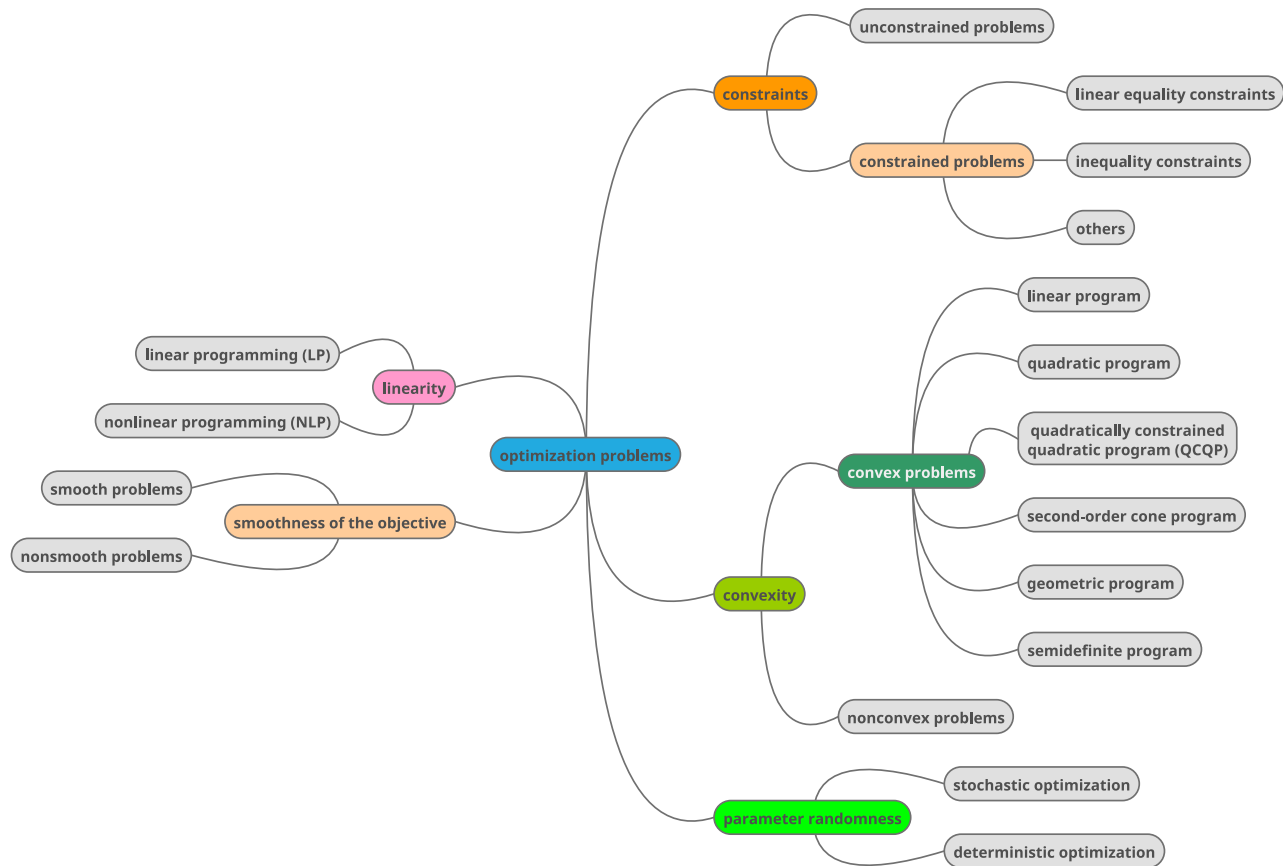 unconstrained problems
constraints
linear equality constraints
constrained problems
inequality constraints
others
linear program
linear programming (LP)
quadratic program
linearity
nonlinear programming (NLP)
quadratically constrained
quadratic program (QCQP)
optimization problems
convex problems
smooth problems
smoothness of the objective
second-order cone program
nonsmooth problems
geometric program
convexity
semidefinite program
nonconvex problems
stochastic optimization
parameter randomness
deterministic optimization